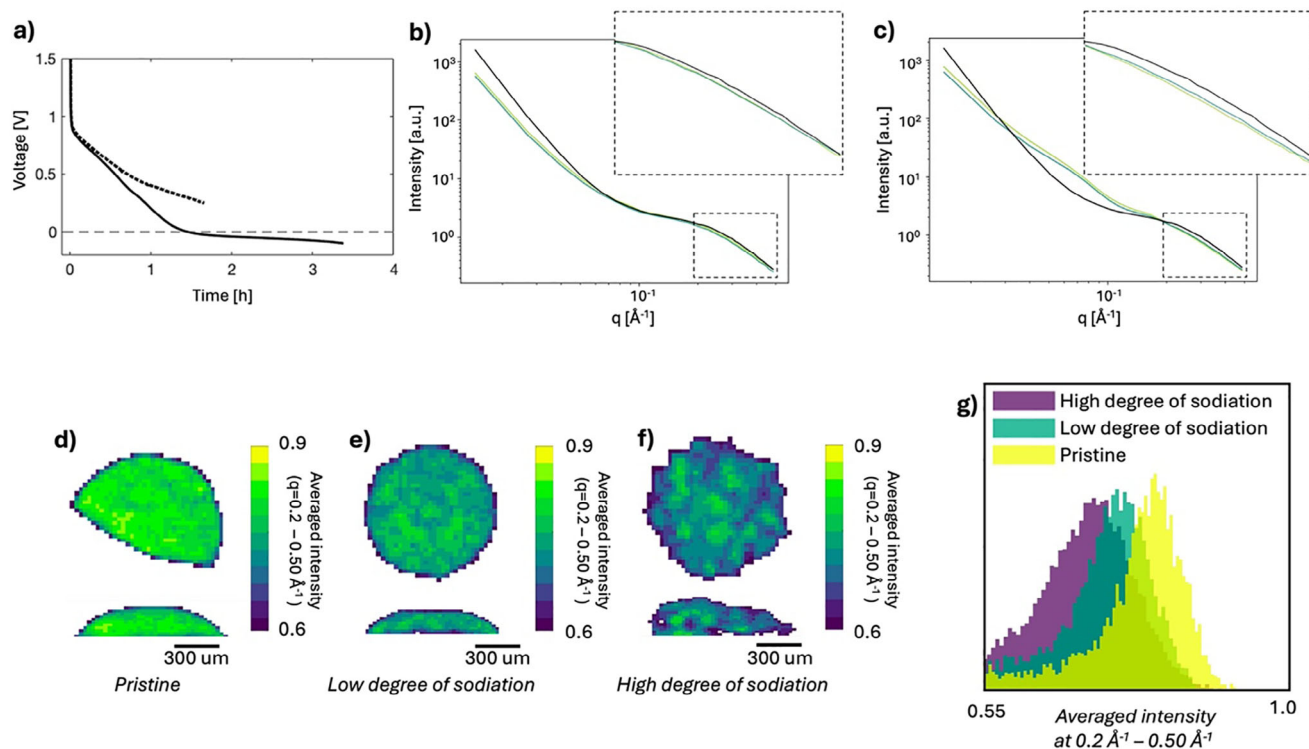 a)
1.5
1
0.5
0
Voltage [V]
0
1
2
3
4
Time [h]
b)
10³
10²
10¹
10⁰
Intensity [a.u.]
10⁻¹
q [Å⁻¹]
c)
10³
10²
10¹
10⁰
Intensity [a.u.]
10⁻¹
q [Å⁻¹]
d)
0.9
Averaged intensity
(q=0.2 – 0.50 Å⁻¹ )
0.6
300 um
Pristine
e)
0.9
Averaged intensity
(q=0.2 – 0.50 Å⁻¹ )
0.6
300 um
Low degree of sodiation
f)
0.9
Averaged intensity
(q=0.2 – 0.50 Å⁻¹ )
0.6
300 um
High degree of sodiation
g)
High degree of sodiation
Low degree of sodiation
Pristine
0.55
1.0
Averaged intensity
at 0.2 Å⁻¹ – 0.50 Å⁻¹